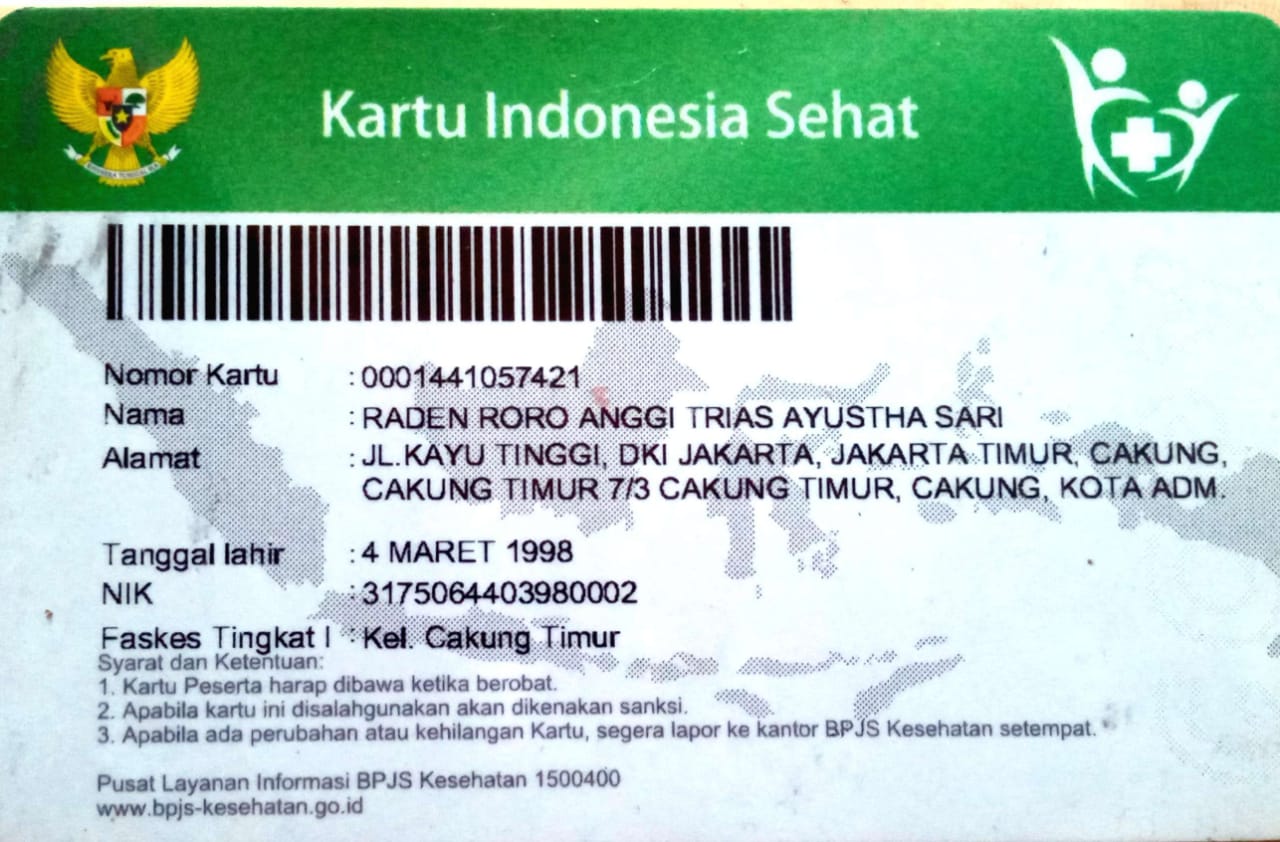 Kartu Indonesia Sehat
Nomor Kartu : 0001441057421
Nama : RADEN RORO ANGGI TRIAS AYUSTHA SARI
Alamat : JL.KAYU TINGGI, DKI JAKARTA, JAKARTA TIMUR, CAKUNG,
CAKUNG TIMUR 7/3 CAKUNG TIMUR, CAKUNG, KOTA ADM.
Tanggal lahir : 4 MARET 1998
NIK : 3175064403980002
Faskes Tingkat I : Kel. Cakung Timur
Syarat dan Ketentuan:
1. Kartu Peserta harap dibawa ketika berobat.
2. Apabila kartu ini disalahgunakan akan dikenakan sanksi.
3. Apabila ada perubahan atau kehilangan Kartu, segera lapor ke kantor BPJS Kesehatan setempat.
Pusat Layanan Informasi BPJS Kesehatan 1500400
www.bpjs-kesehatan.go.id